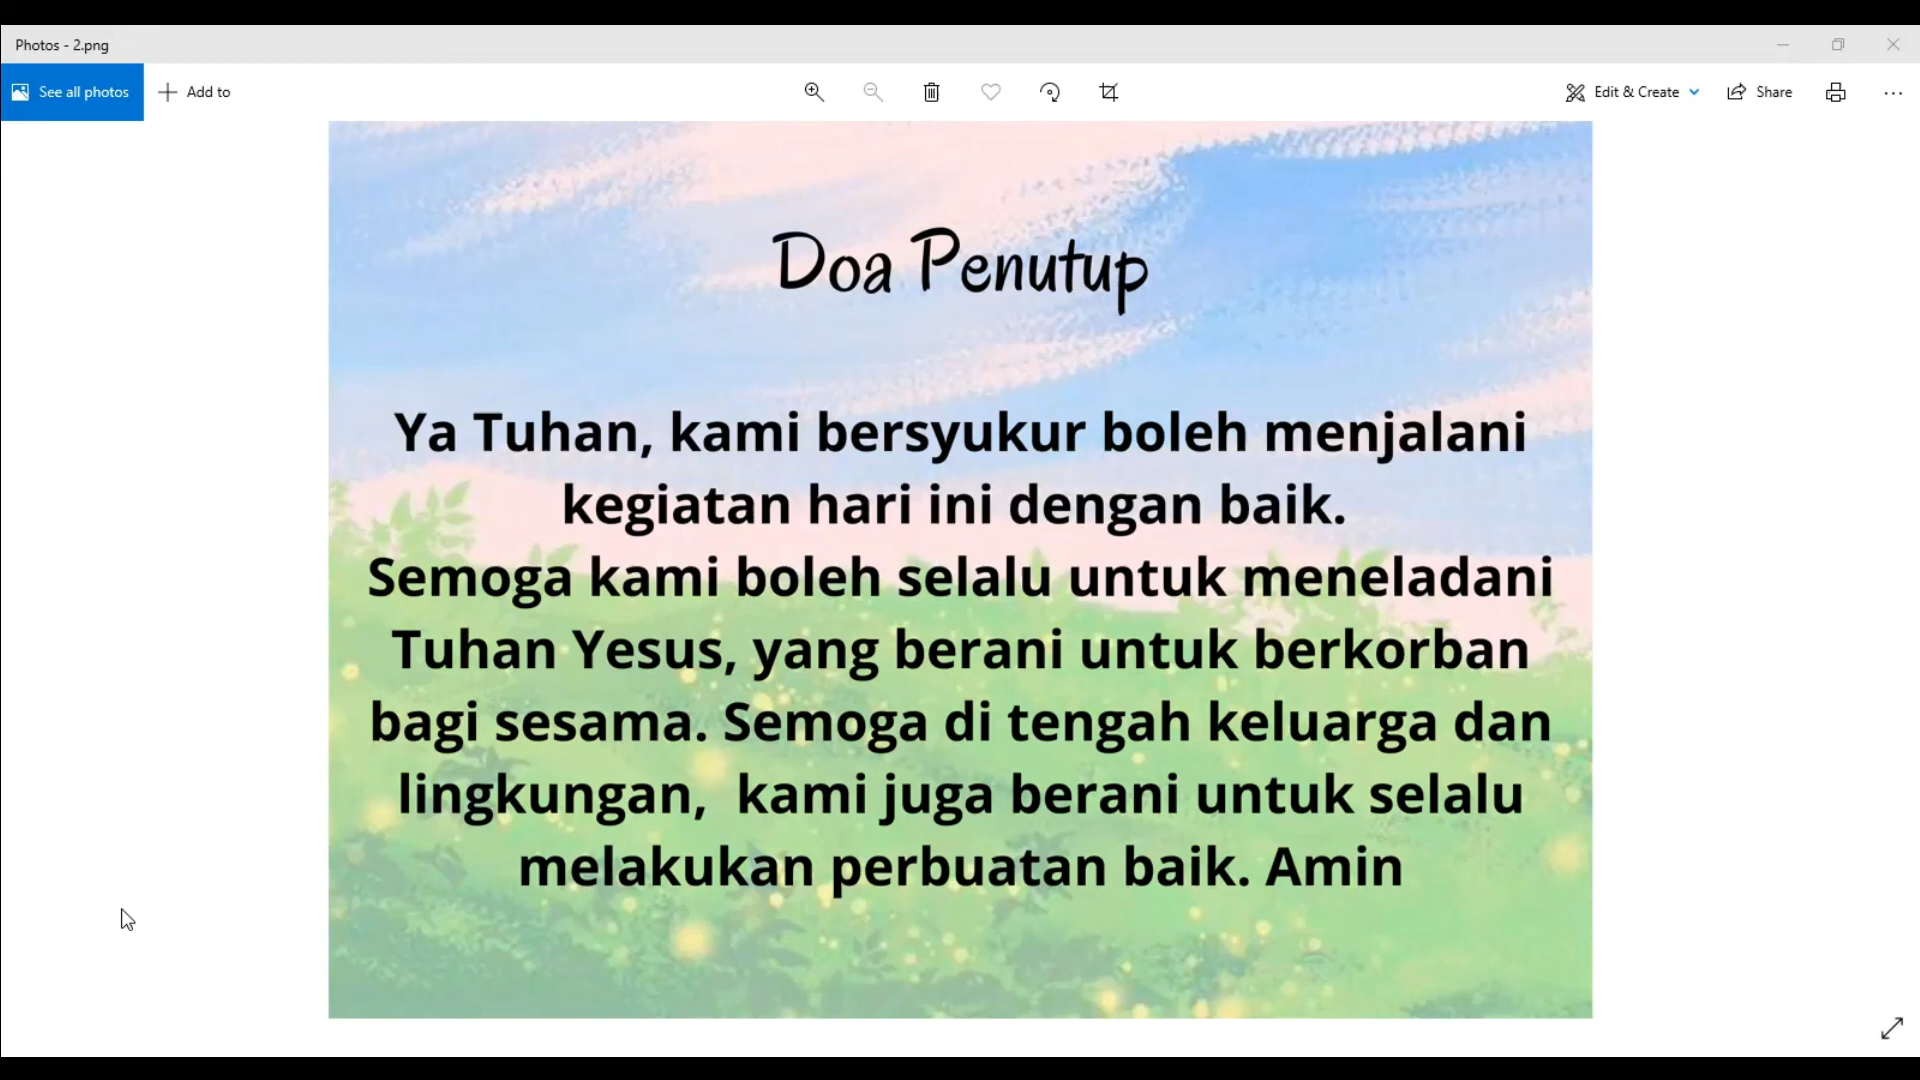 Photos - 2.png
See all photos
Add to
Edit & Create
Share
Doa Penutup
Ya Tuhan, kami bersyukur boleh menjalani
kegiatan hari ini dengan baik.
Semoga kami boleh selalu untuk meneladani
Tuhan Yesus, yang berani untuk berkorban
bagi sesama. Semoga di tengah keluarga dan
lingkungan,  kami juga berani untuk selalu
melakukan perbuatan baik. Amin